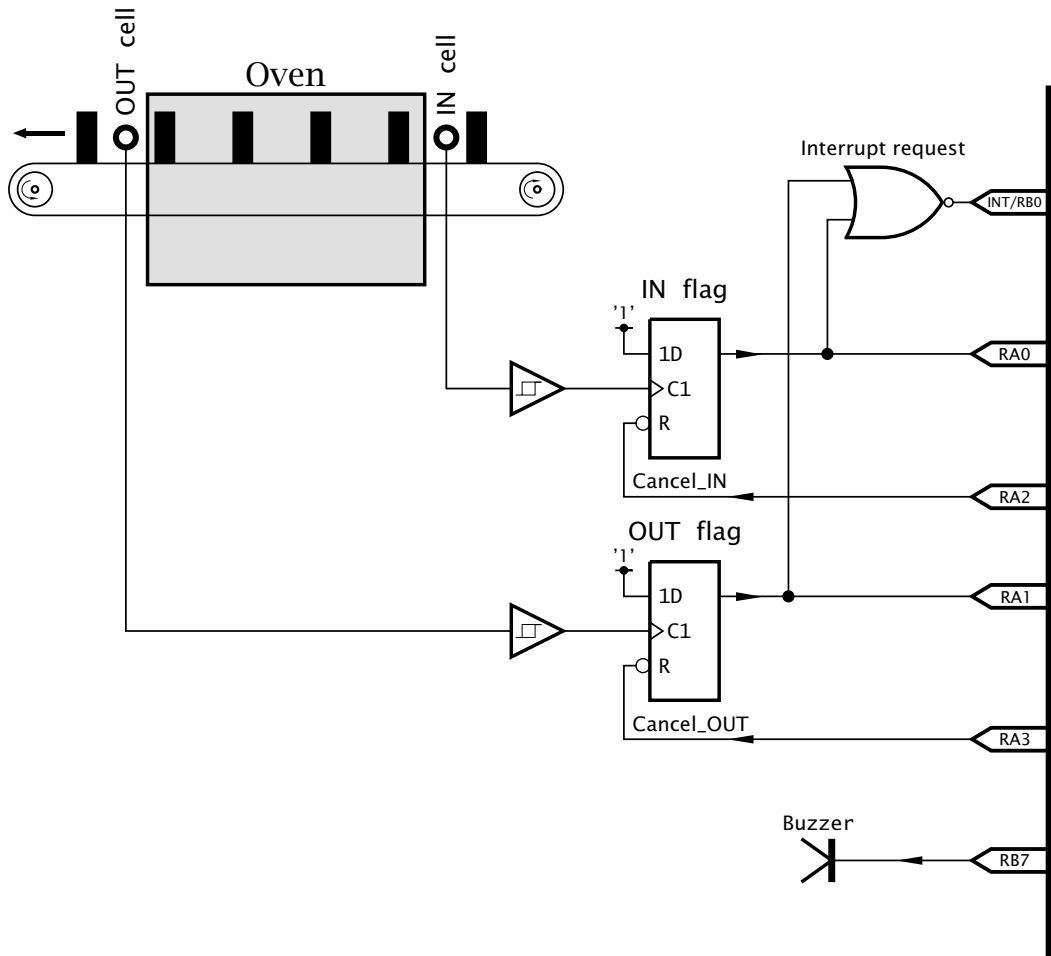 OUT cell
Oven
IN cell
Interrupt request
INT/RB0
IN flag
'1'
1D
C1
R
RA0
Cancel_IN
RA2
OUT flag
'1'
1D
C1
R
RA1
Cancel_OUT
RA3
Buzzer
RB7